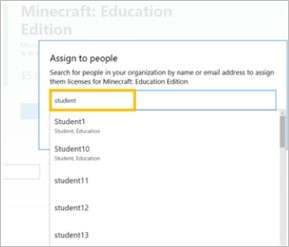 Minecraft: Education
Edition
Assign to people
Search for people in your organization by name or email address to assign
them licenses for Minecraft: Education Edition
student
Student1
Student, Education
Student10
Student, Education
student11
student12
student13